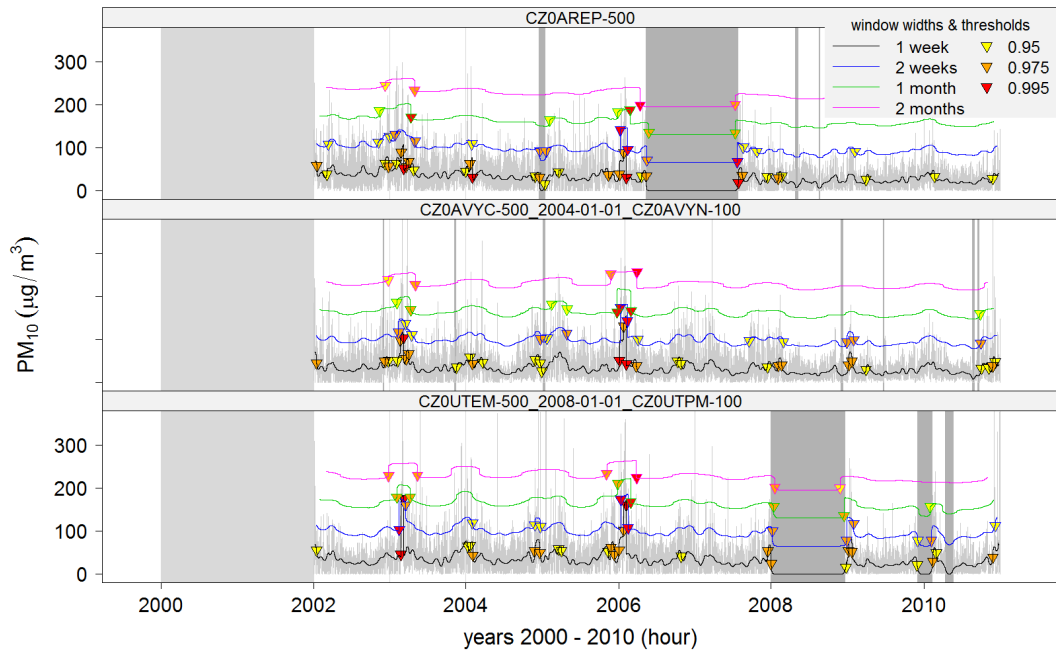 CZ0AREP-500
window widths & thresholds
1 week 0.95
2 weeks 0.975
1 month 0.995
2 months
300
200
100
0
CZ0AVYC-500_2004-01-01_CZ0AVYN-100
PM10 (μg/m³)
CZ0UTEM-500_2008-01-01_CZ0UTPM-100
300
200
100
0
2000 2002 2004 2006 2008 2010
years 2000 - 2010 (hour)